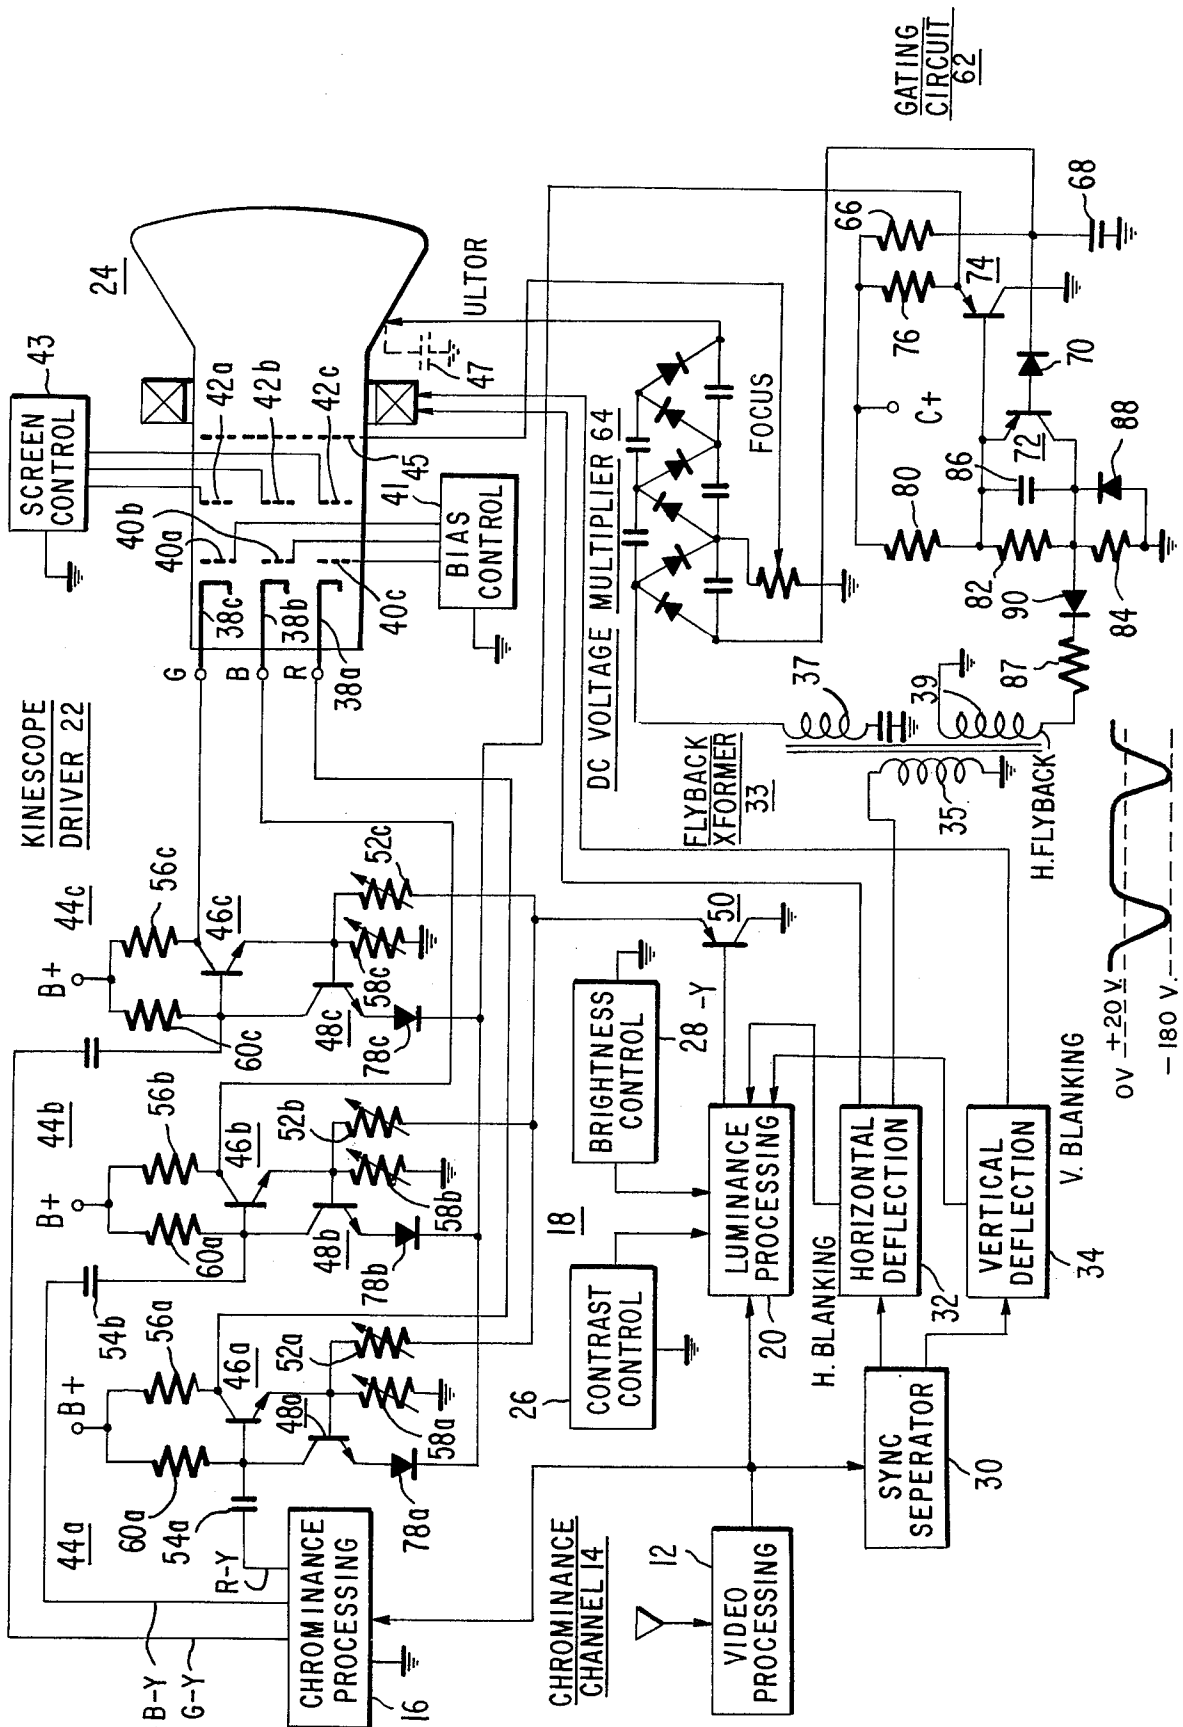 SCREEN
CONTROL
43
24
KINESCOPE
DRIVER 22
44c
B+
56c
46c
60c
48c
58c
52c
78c
G
B
R
38c
38b
38a
40a
40b
40c
42a
42b
42c
41
45
BIAS
CONTROL
47
ULTOR
GATING
CIRCUIT
62
B-Y
G-Y
R-Y
44b
B+
56b
46b
60a
48b
58b
52b
78b
54b
44a
B+
56a
46a
60a
54a
48a
58a
52a
78a
CHROMINANCE
PROCESSING
16
DC VOLTAGE MULTIPLIER 64
FOCUS
FLYBACK
XFORMER
33
37
39
35
H.FLYBACK
66
76
74
68
70
C+
72
80
86
88
82
90
84
87
CHROMINANCE
CHANNEL 14
12
VIDEO
PROCESSING
18
26
CONTRAST
CONTROL
BRIGHTNESS
CONTROL
28
-Y
50
LUMINANCE
PROCESSING
20
H. BLANKING
HORIZONTAL
DEFLECTION
32
SYNC
SEPERATOR
30
VERTICAL
DEFLECTION
34
V. BLANKING
+20V.
0V
-180 V.